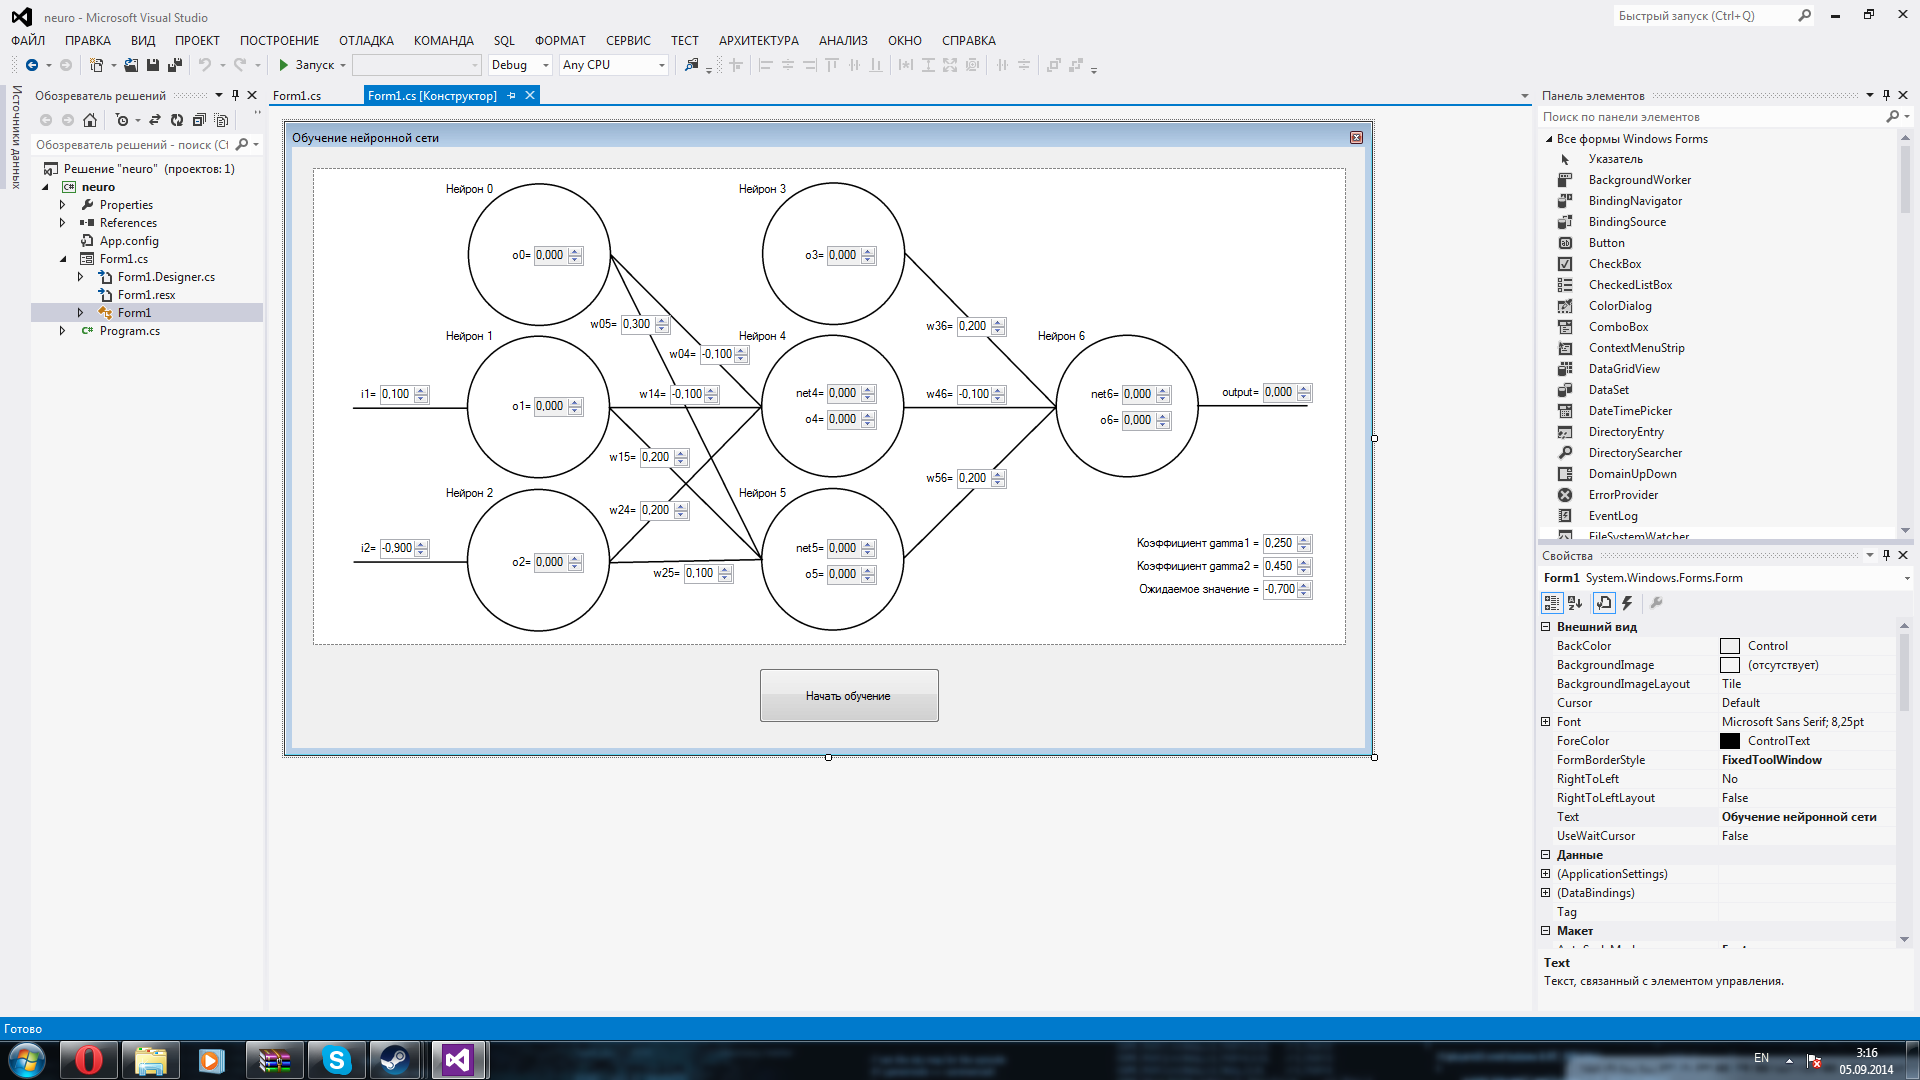 neuro - Microsoft Visual Studio
Быстрый запуск (Ctrl+Q)
ФАЙЛ ПРАВКА ВИД ПРОЕКТ ПОСТРОЕНИЕ ОТЛАДКА КОМАНДА SQL ФОРМАТ СЕРВИС ТЕСТ АРХИТЕКТУРА АНАЛИЗ ОКНО СПРАВКА
Запуск Debug Any CPU
Источники данных
Обозреватель решений
Обозреватель решений - поиск (Ct
Решение "neuro" (проектов: 1)
neuro
Properties
References
App.config
Form1.cs
Form1.Designer.cs
Form1.resx
Form1
Program.cs
Form1.cs Form1.cs [Конструктор]
Обучение нейронной сети
Нейрон 0
o0= 0,000
Нейрон 3
o3= 0,000
w05= 0,300
w36= 0,200
Нейрон 1
Нейрон 4
Нейрон 6
w04= -0,100
i1= 0,100
o1= 0,000
w14= -0,100
net4= 0,000
o4= 0,000
w46= -0,100
net6= 0,000
o6= 0,000
output= 0,000
w15= 0,200
w56= 0,200
Нейрон 2
Нейрон 5
w24= 0,200
i2= -0,900
o2= 0,000
w25= 0,100
net5= 0,000
o5= 0,000
Коэффициент gamma1 = 0,250
Коэффициент gamma2 = 0,450
Ожидаемое значение = -0,700
Начать обучение
Панель элементов
Поиск по панели элементов
Все формы Windows Forms
Указатель
BackgroundWorker
BindingNavigator
BindingSource
Button
CheckBox
CheckedListBox
ColorDialog
ComboBox
ContextMenuStrip
DataGridView
DataSet
DateTimePicker
DirectoryEntry
DirectorySearcher
DomainUpDown
ErrorProvider
EventLog
FileSystemWatcher
Свойства
Form1 System.Windows.Forms.Form
Внешний вид
BackColor Control
BackgroundImage (отсутствует)
BackgroundImageLayout Tile
Cursor Default
Font Microsoft Sans Serif; 8,25pt
ForeColor ControlText
FormBorderStyle FixedToolWindow
RightToLeft No
RightToLeftLayout False
Text Обучение нейронной сети
UseWaitCursor False
Данные
(ApplicationSettings)
(DataBindings)
Tag
Макет
Text
Текст, связанный с элементом управления.
Готово
EN
3:16
05.09.2014